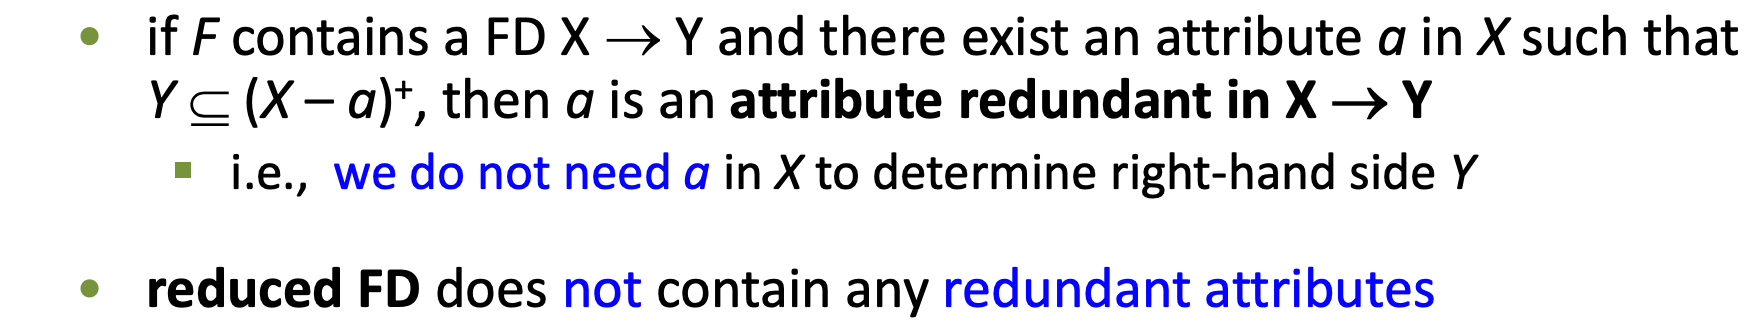 • if F contains a FD X → Y and there exist an attribute a in X such that
Y ⊆ (X – a)⁺, then a is an attribute redundant in X → Y
▪ i.e., we do not need a in X to determine right-hand side Y
• reduced FD does not contain any redundant attributes